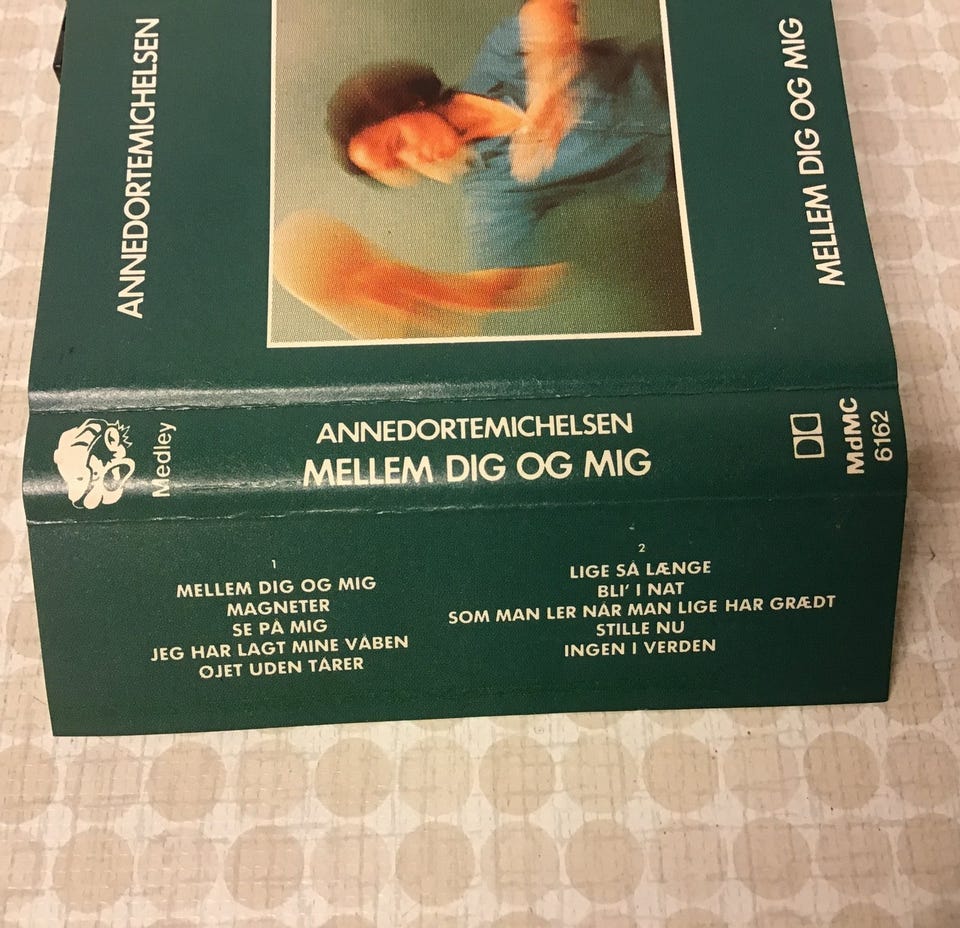 ANNEDORTEMICHELSEN
MELLEM DIG OG MIG
Medley
ANNEDORTEMICHELSEN
MELLEM DIG OG MIG
MdMC
6162
1
MELLEM DIG OG MIG
MAGNETER
SE PÅ MIG
JEG HAR LAGT MINE VÅBEN
ØJET UDEN TÅRER
2
LIGE SÅ LÆNGE
BLI' I NAT
SOM MAN LER NÅR MAN LIGE HAR GRÆDT
STILLE NU
INGEN I VERDEN